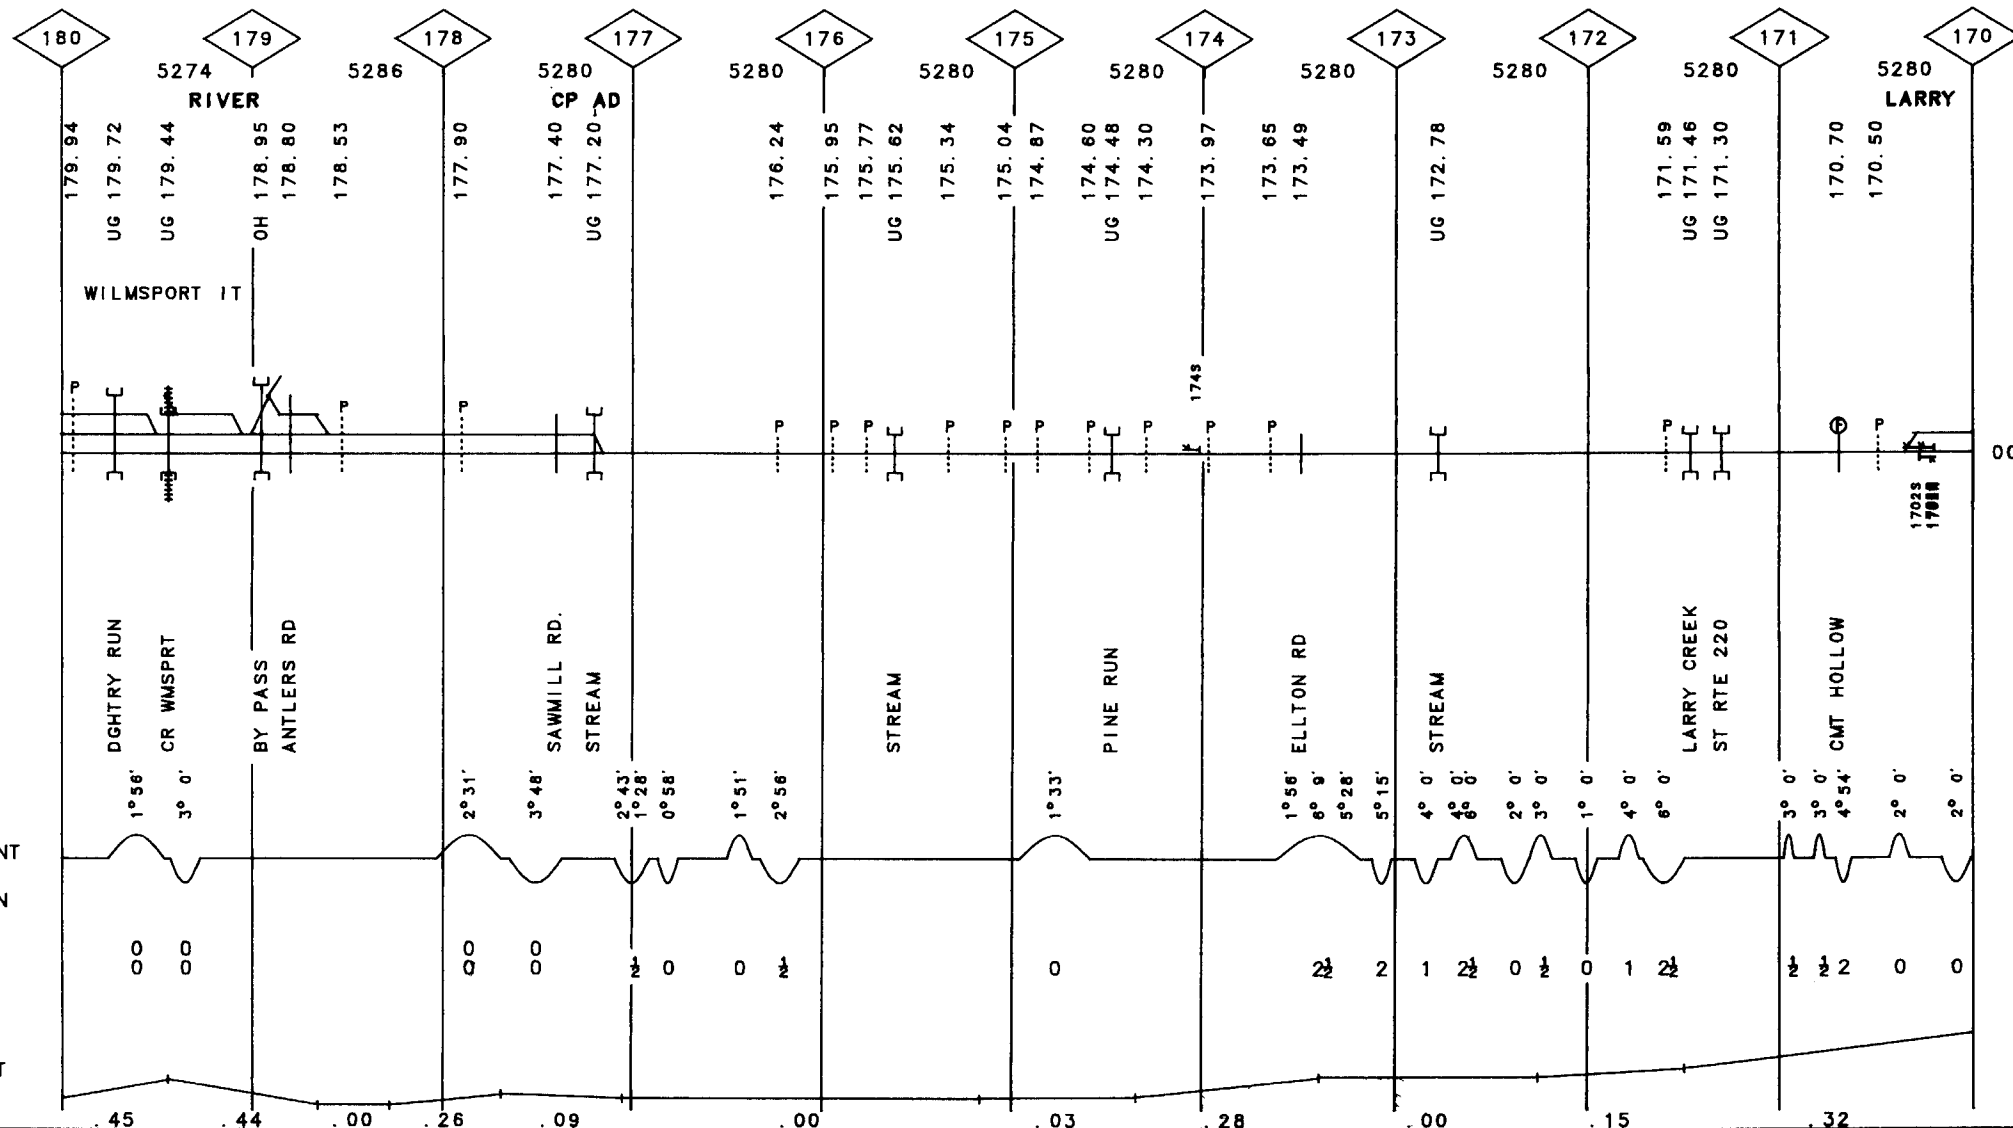 180 179 178 177 176 175 174 173 172 171 170
5274 5286 5280 5280 5280 5280 5280 5280 5280
RIVER CP AD LARRY
179.94
UG 179.72
UG 179.44
OH 178.95
178.80
178.53
177.90
177.40
UG 177.20
176.24
175.95
175.77
UG 175.62
175.34
175.04
174.87
174.60
UG 174.48
174.30
173.97
173.65
173.49
UG 172.78
171.59
UG 171.46
UG 171.30
170.70
170.50
WILMSPORT IT
174S
P P P P P P P P P P P P P P P P
1702S
DGHTRY RUN
CR WMSPRT
BY PASS
ANTLERS RD
SAWMILL RD.
STREAM
STREAM
PINE RUN
ELLTON RD
STREAM
LARRY CREEK
ST RTE 220
CMT HOLLOW
1°56'
3° 0'
2°31'
3°48'
2°43'
1°28'
0°58'
1°51'
2°56'
1°33'
1°56'
6° 9'
5°28'
5°15'
4° 0'
4° 0'
6° 0'
2° 0'
3° 0'
1° 0'
4° 0'
6° 0'
3° 0'
3° 0'
4°54'
2° 0'
2° 0'
NT
N
0 0 0 0
0 0 0 0 ½ 0 0 ½ 0 2½ 2 1 2½ 0 ½ 0 1 2½ ½ ½ 2 0 0
T
.45 .44 .00 .26 .09 .00 .03 .28 .00 .15 .32